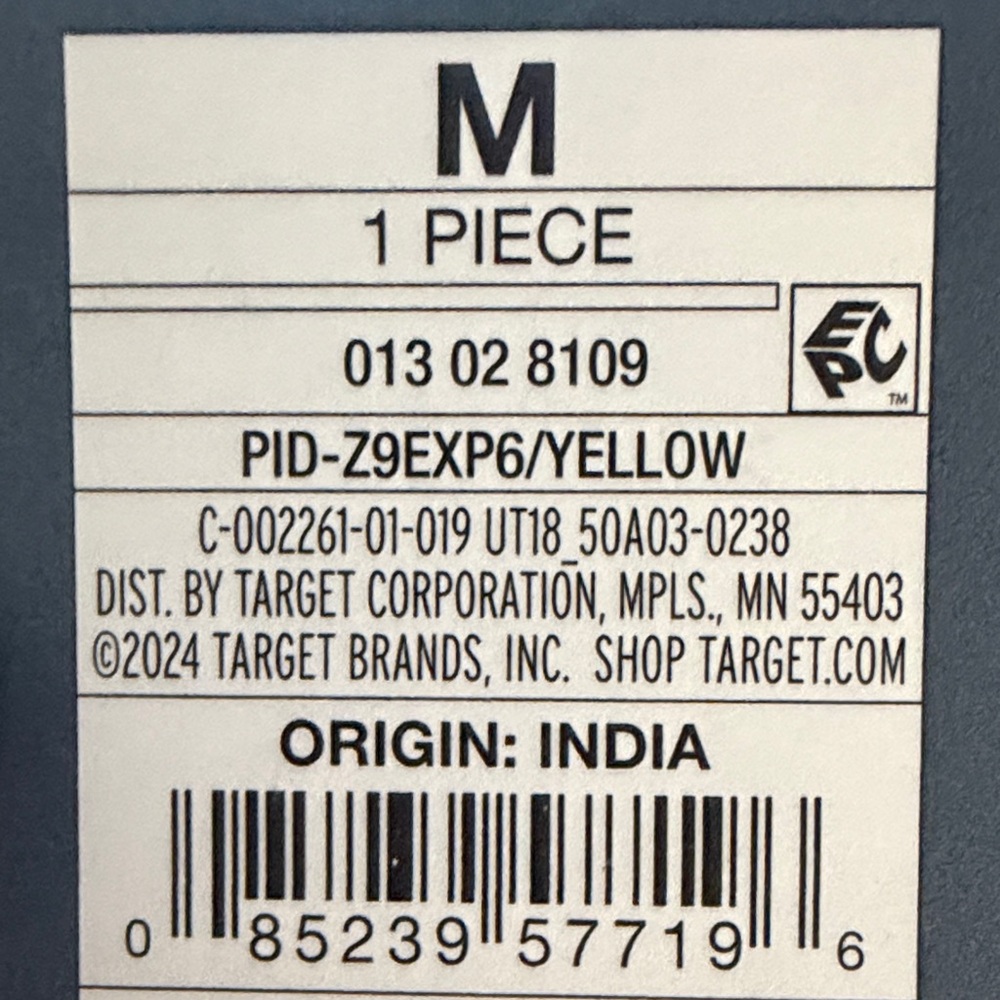 M
1 PIECE
013 02 8109
EPC
TM
PID-Z9EXP6/YELLOW
C-002261-01-019 UT18_50A03-0238
DIST. BY TARGET CORPORATION, MPLS., MN 55403
©2024 TARGET BRANDS, INC. SHOP TARGET.COM
ORIGIN: INDIA
0 85239 57719 6